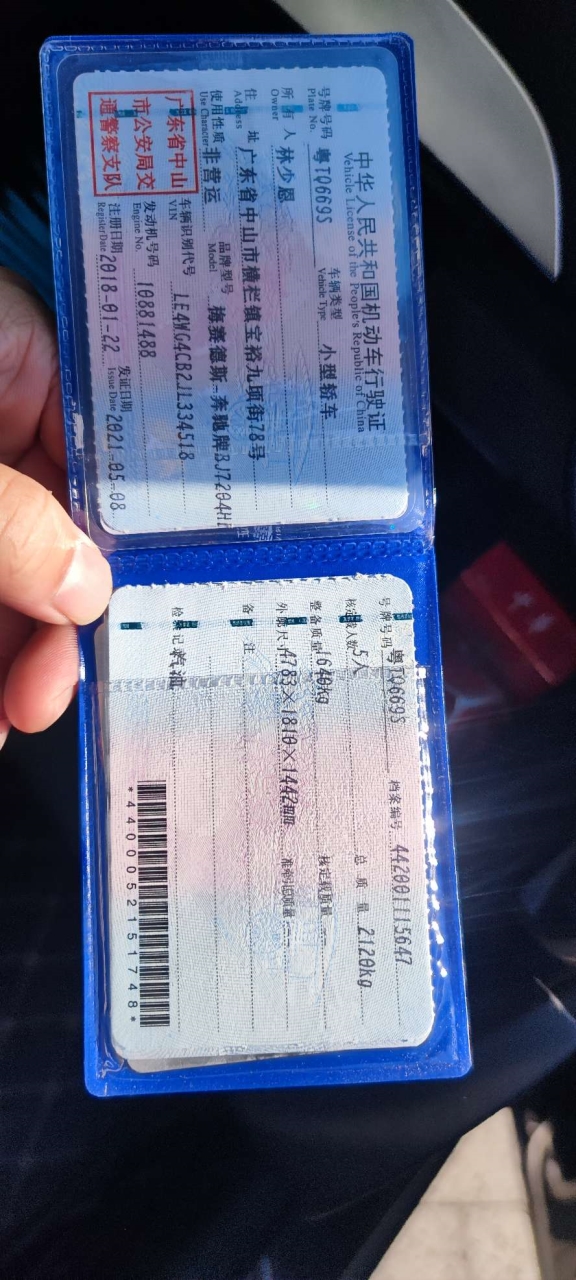 中华人民共和国机动车行驶证
Vehicle License of the People's Republic of China
号牌号码 粤TQ669S 车辆类型 小型轿车
Plate No. Vehicle Type
所有人 林少恩
Owner
住 址 广东省中山市横栏镇宝裕九顷街78号
Address
使用性质 非营运 品牌型号 梅赛德斯-奔驰牌BJ7204H
Use Character Model
广东省中山
市公安局交
通警察支队
车辆识别代号 LE4WG4CB2JL334518
VIN
发动机号码 10881488
Engine No.
注册日期 2018-01-22 发证日期 2021-05-08
Register Date Issue Date
号牌号码 粤TQ669S 档案编号 442001115647
核定载人数 5人 总 质 量 2120kg
整备质量 1640kg 核定载质量
外廓尺寸 4783×1810×1442mm 准牵引总质量
备 注
检验记录 汽油
*4400052151748*